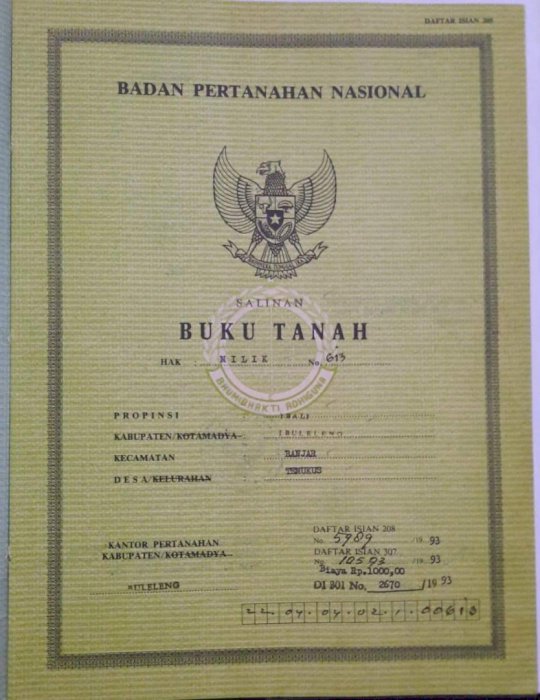 DAFTAR ISIAN 205
BADAN PERTANAHAN NASIONAL
SALINAN
BUKU TANAH
HAK MILIK No. 613
BHUMIBHAKTI ADHIGUNA
PROPINSI : BALI
KABUPATEN/KOTAMADYA : BULELENG
KECAMATAN : BANJAR
DESA/KELURAHAN : TEMUKUS
DAFTAR ISIAN 208
No. 5989 /19 93
KANTOR PERTANAHAN
DAFTAR ISIAN 307
KABUPATEN/KOTAMADYA
No. 10593 /19 93
Biaya Rp.1000,00
BULELENG
DI 301 No. 2670 /19 93
22.04.04.02.1.00613